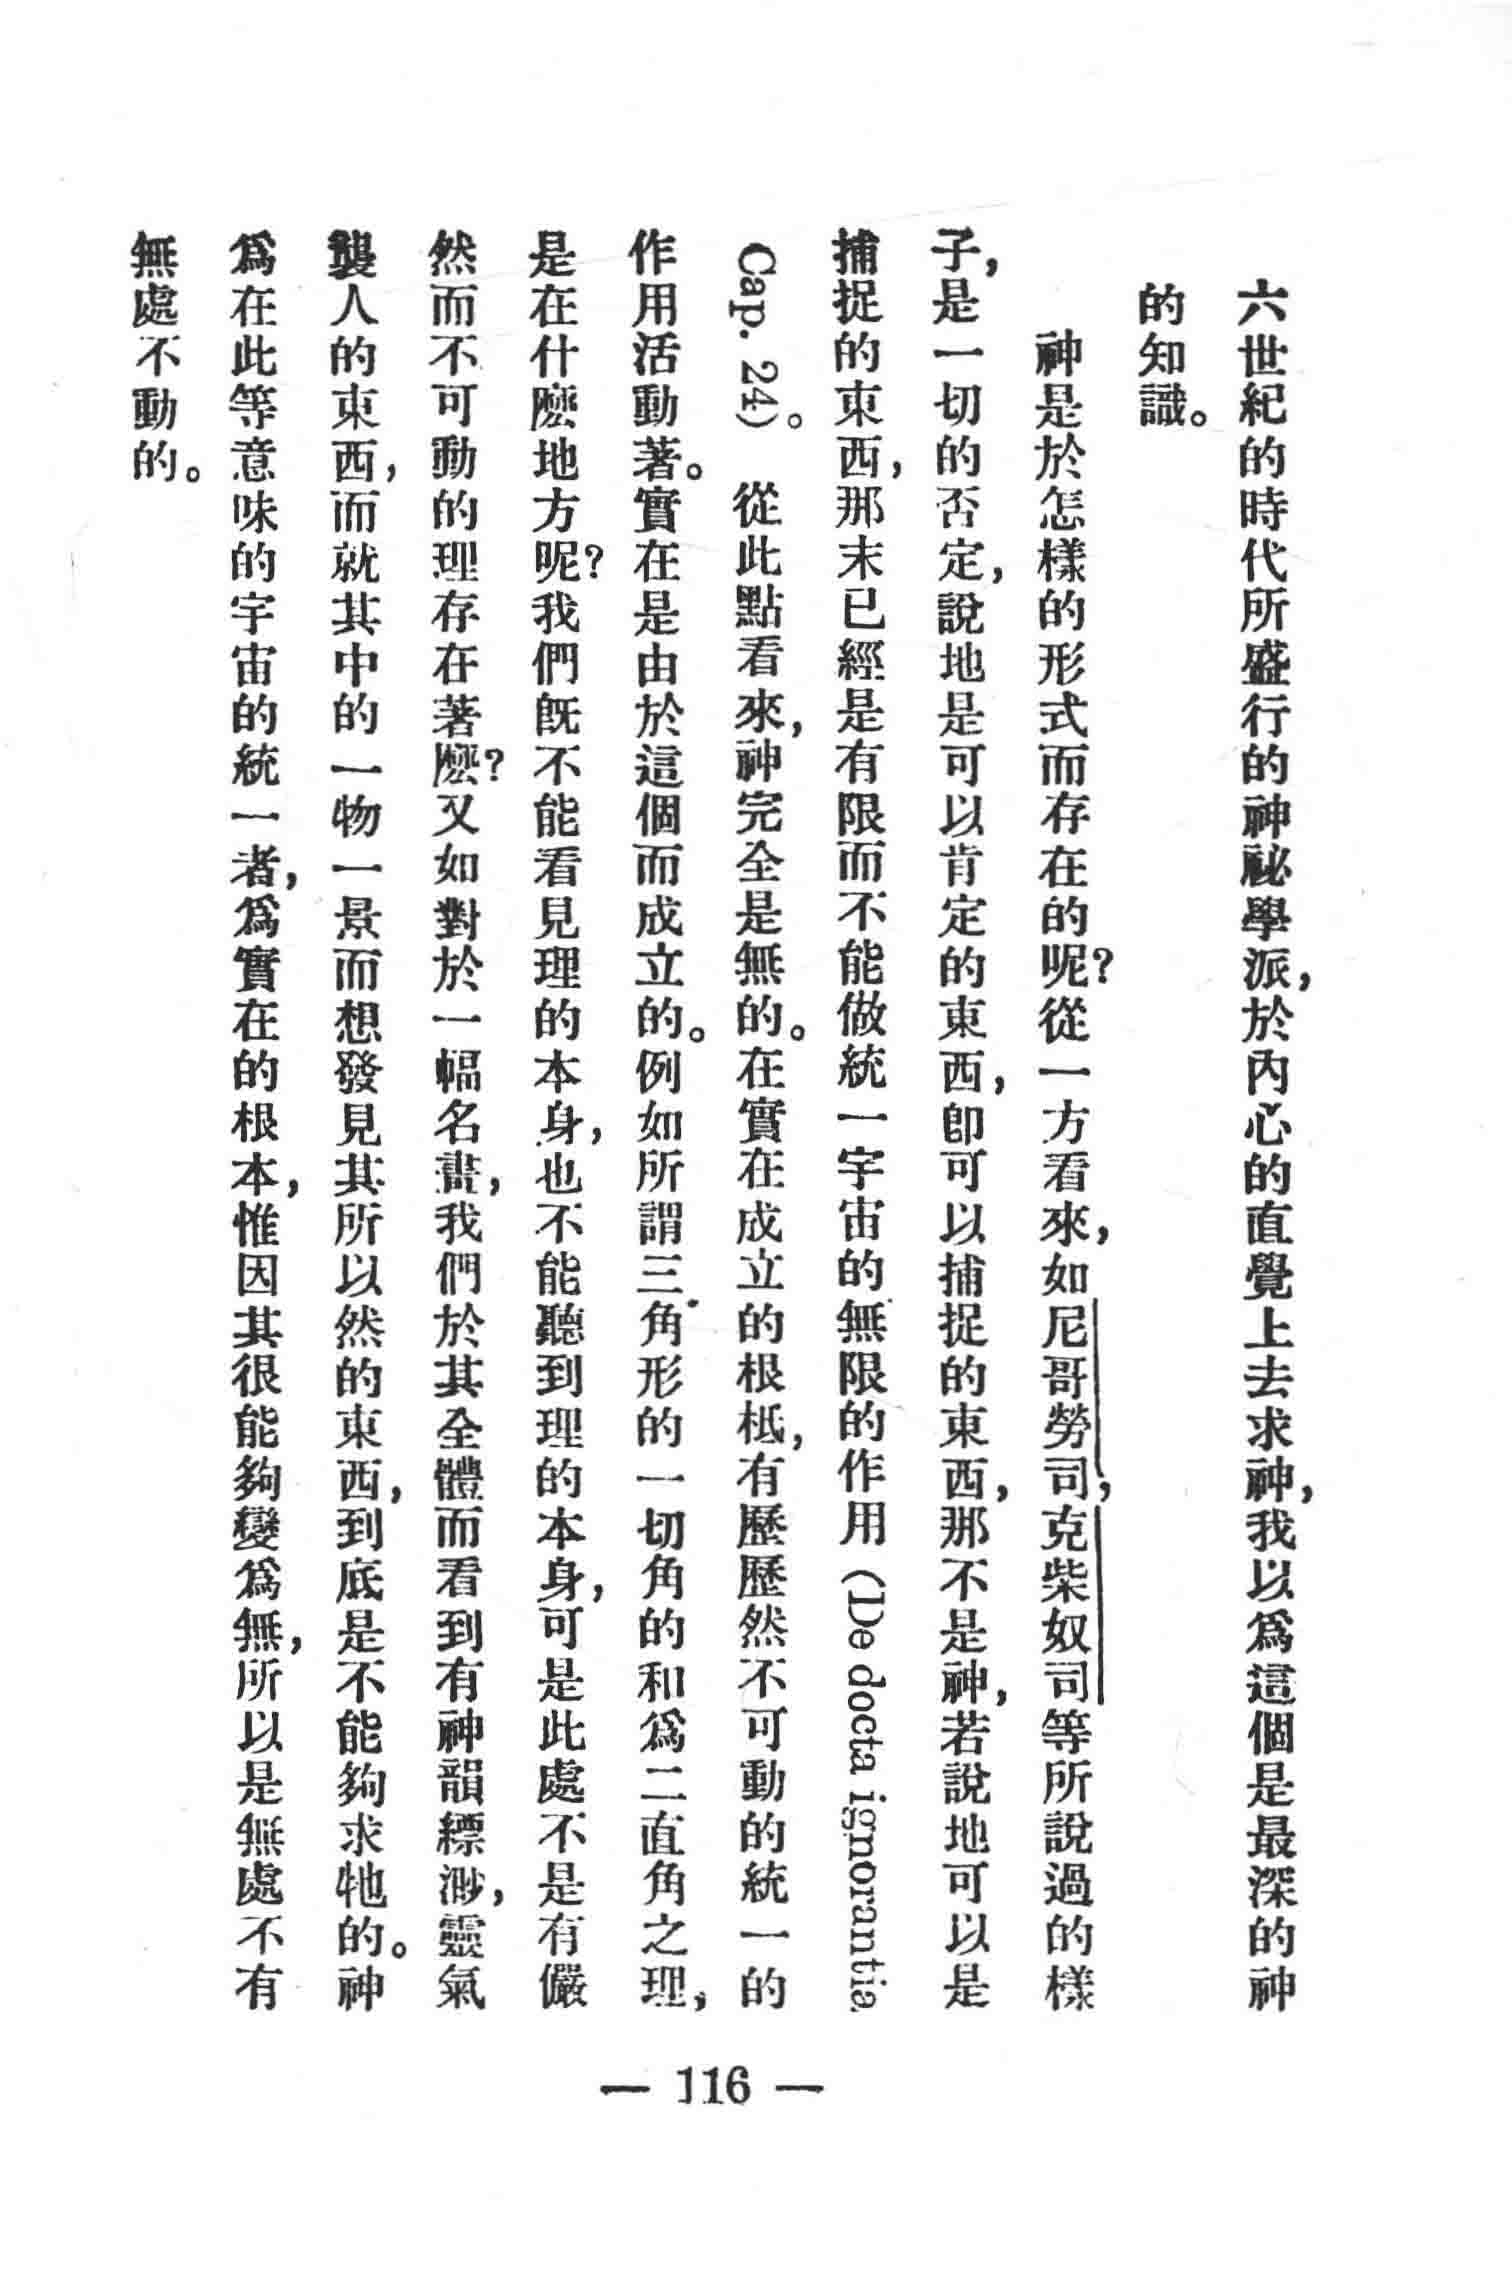 六世紀的時代所盛行的神祕學派，於內心的直覺上去求神，我以爲這個是最深的神
的知識。
神是於怎樣的形式而存在的呢？從一方看來，如尼哥勞司，克柴奴司等所說過的樣
子，是一切的否定，說地是可以肯定的東西，卽可以捕捉的東西，那不是神，若說地可以是
捕捉的東西，那末已經是有限而不能做統一宇宙的無限的作用（De docta ignorantia
Cap. 24）。從此點看來，神完全是無的。在實在成立的根柢，有歷歷然不可動的統一的
作用活動著。實在是由於這個而成立的。例如所謂三角形的一切角的和爲二直角之理，
是在什麽地方呢？我們旣不能看見理的本身，也不能聽到理的本身，可是此處不是有儼
然而不可動的理存在著麽？又如對於一幅名畫，我們於其全體而看到有神韻縹渺，靈氣
襲人的東西，而就其中的一物一景而想發見其所以然的東西，到底是不能夠求牠的。神
爲在此等意味的宇宙的統一者，爲實在的根本，惟因其很能夠變爲無，所以是無處不有
無處不動的。
— 116 —